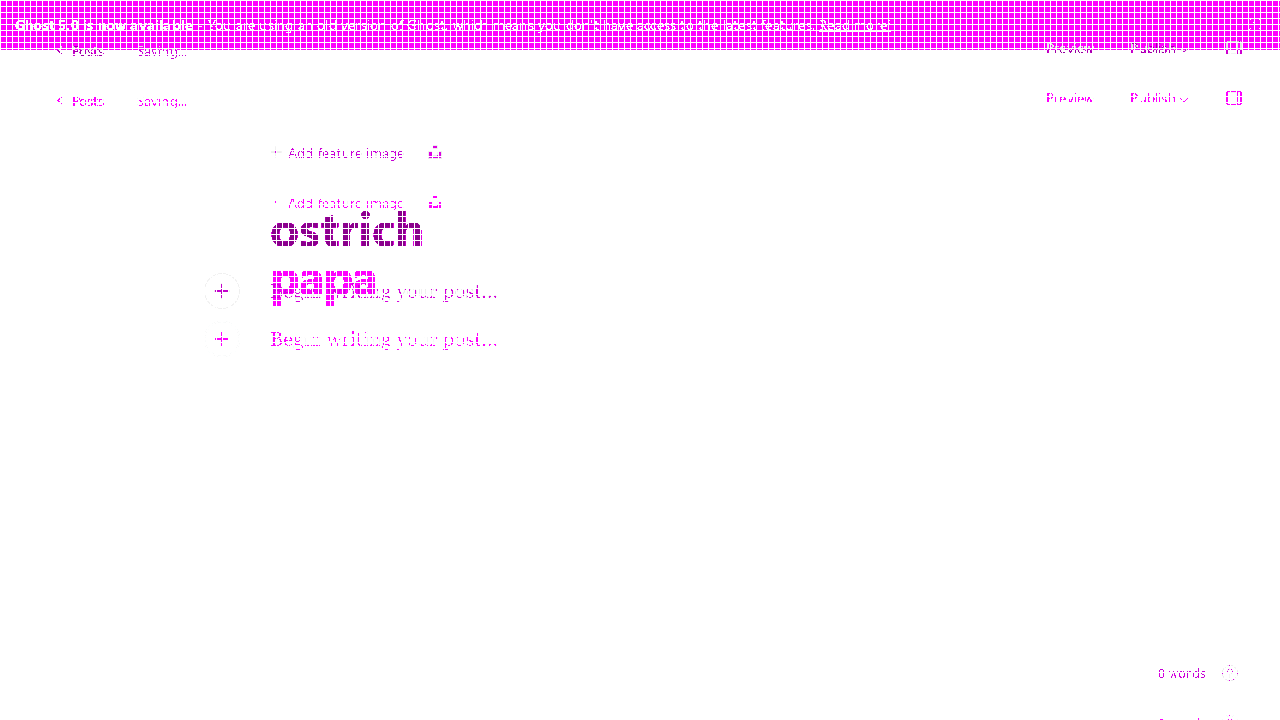 Ghost 5.0 is now available - You are using an old version of Ghost which means you don't have access to the latest features. Read more!
Posts Saving... Preview Publish
Posts Saving... Preview Publish
Add feature image
Add feature image
ostrich
papa
Begin writing your post...
Begin writing your post...
0 words